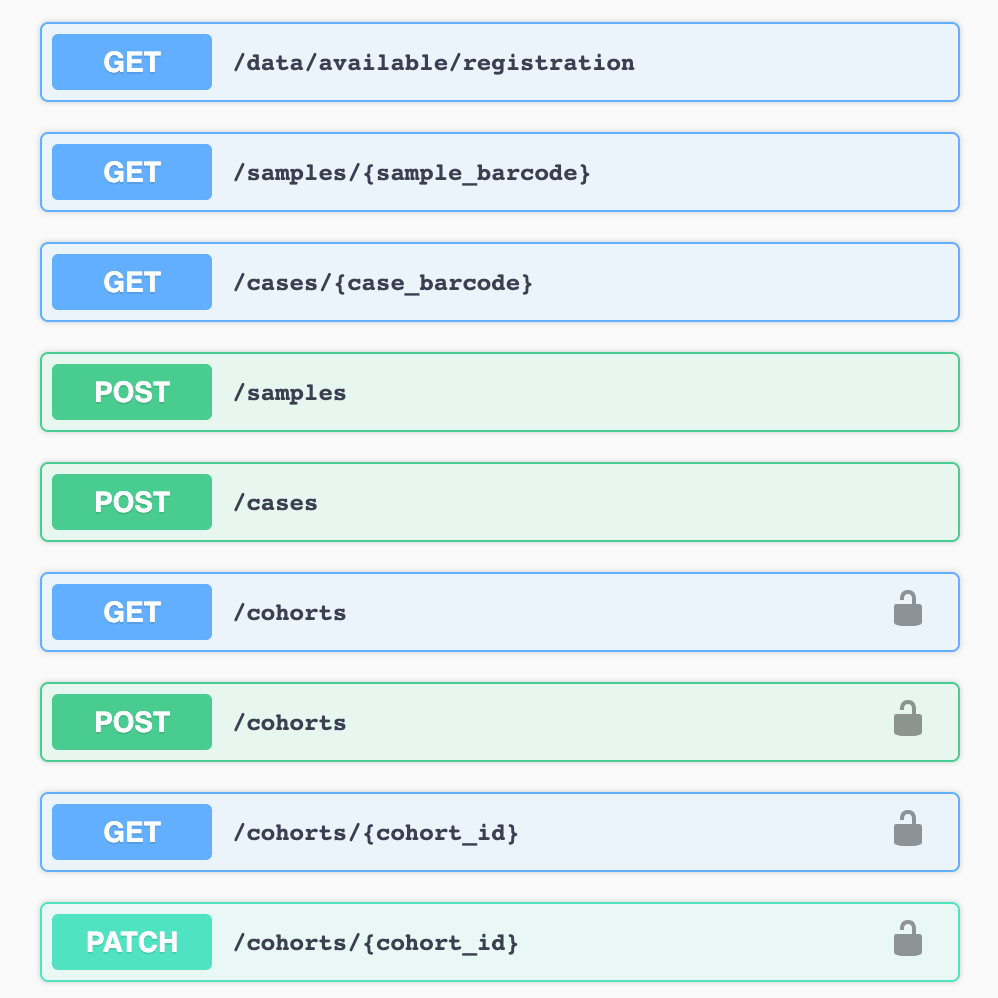 GET /data/available/registration
GET /samples/{sample_barcode}
GET /cases/{case_barcode}
POST /samples
POST /cases
GET /cohorts
POST /cohorts
GET /cohorts/{cohort_id}
PATCH /cohorts/{cohort_id}